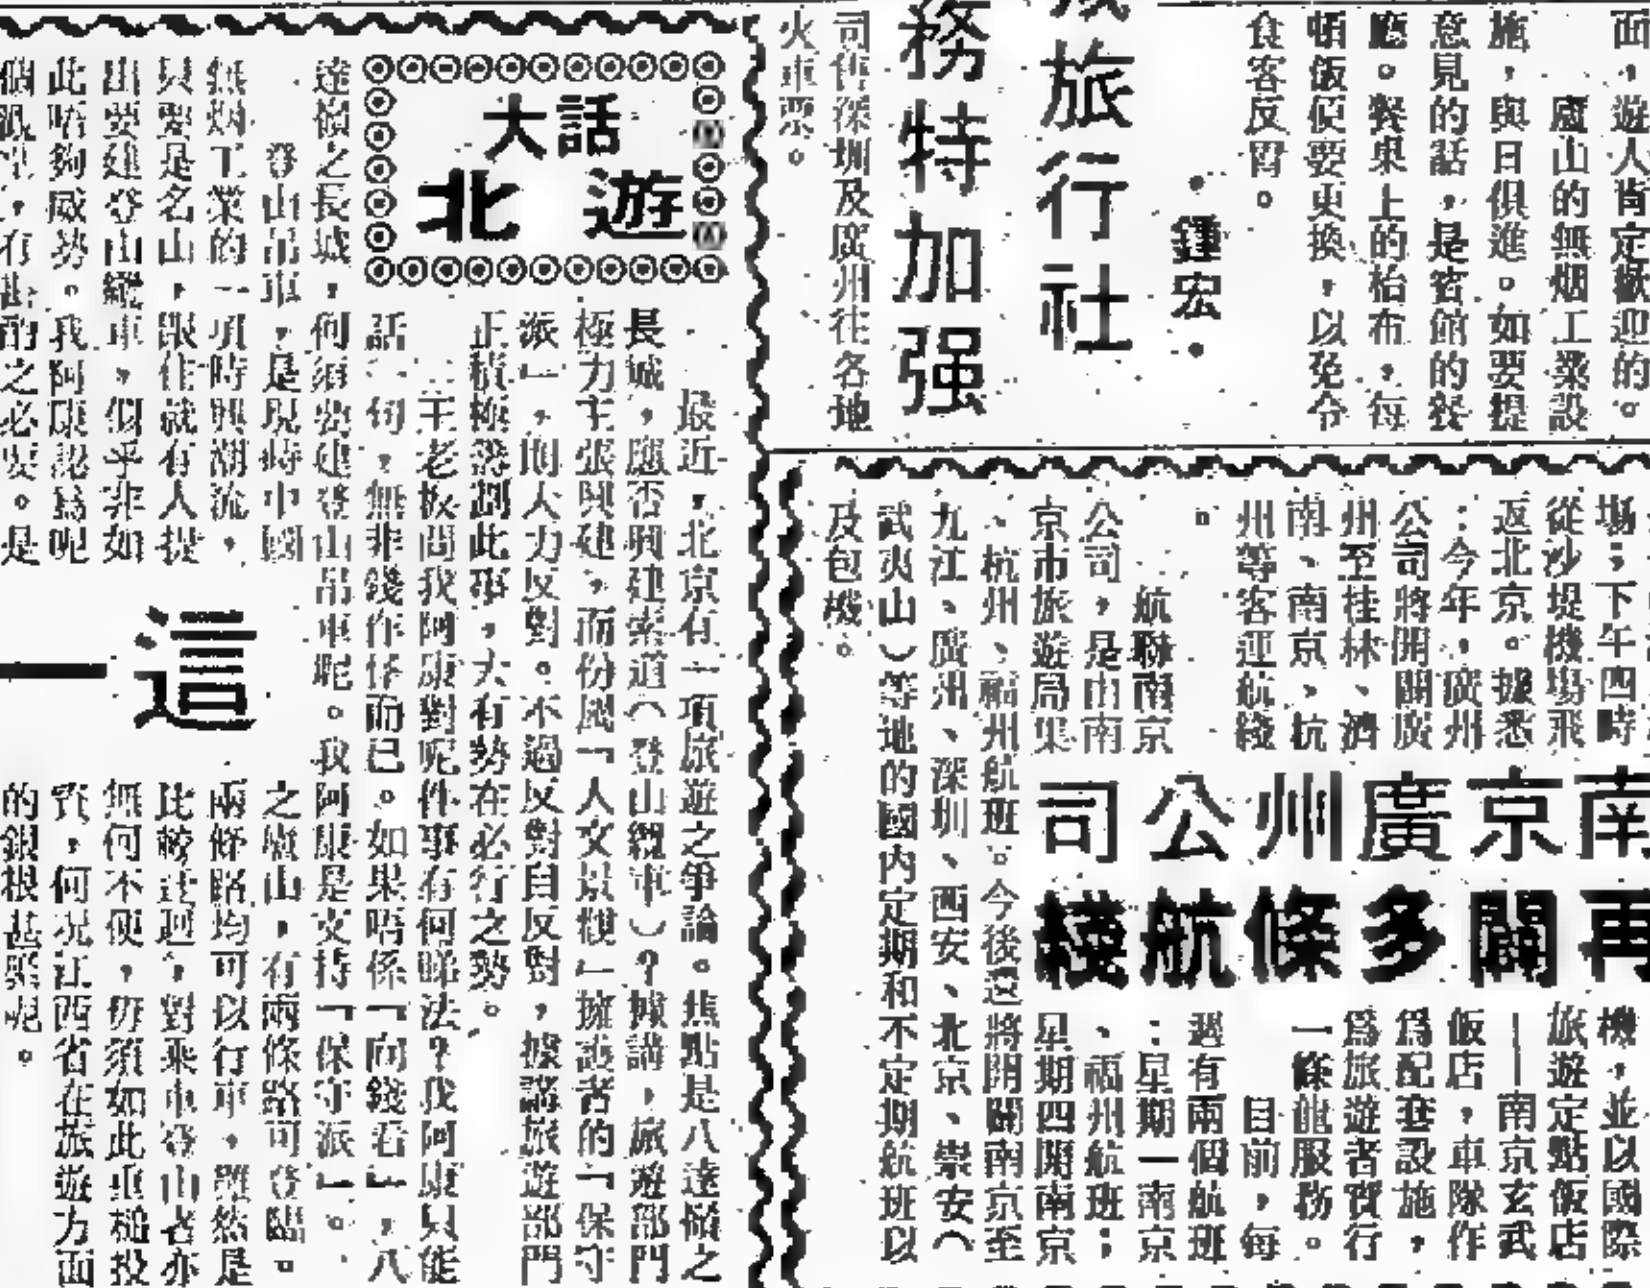 面，遊人肯定歡迎的。
廬山的無烟工業設
施，與日俱進。如要提
意見的話，是賓館的餐
廳。餐桌上的枱布，每
頓飯便要更換，以免令
食客反胃。
·鍾宏·
旅行社
務特加强
司售深圳及廣州往各地
火車票。
場；下午四時
從沙堤機場飛
返北京。據悉
：今年，廣州
公司將開闢廣
州至桂林、濟
南、南京、杭
州等客運航綫
。
航聯南京
公司，是由南
京市旅遊局集
南京廣州公司
再闢多條航綫
機，並以國際
旅遊定點飯店
——南京玄武
飯店，車隊作
爲配套設施，
爲旅遊者實行
一條龍服務。
目前，每
週有兩個航班
：星期一南京
、福州航班；
星期四開南京
、杭州、福州航班。今後還將開闢南京至
九江、廣州、深圳、西安、北京、崇安（
武夷山）等地的國內定期和不定期航班以
及包機。
大話
北遊
最近，北京有一項旅遊之爭論。焦點是八達嶺之
長城，應否興建索道（登山纜車）？據講，旅遊部門
極力主張興建，而份屬「人文景觀」擁護者的「保守
派」，則大力反對。不過反對自反對，據講旅遊部門
正積極籌劃此事，大有勢在必行之勢。
王老板問我阿康對呢件事有何睇法？我阿康只能
話一句，無非錢作怪而已。如果唔係「向錢看」，八
達嶺之長城，何須要建登山吊車呢。我阿康是支持「保守派」。
登山吊車，是現時中國
無烟工業的一項時興潮流，
只要是名山，跟住就有人提
出要建登山纜車，似乎非如
此唔夠威勢。我阿康認爲呢
個觀點，有斟酌之必要。是
這一
之廬山，有兩條路可登臨。
兩條路均可以行車，雖然是
比較迂迴，對乘車登山者亦
無何不便，毋須如此重槌投
資，何況江西省在旅遊方面
的銀根甚緊呢。